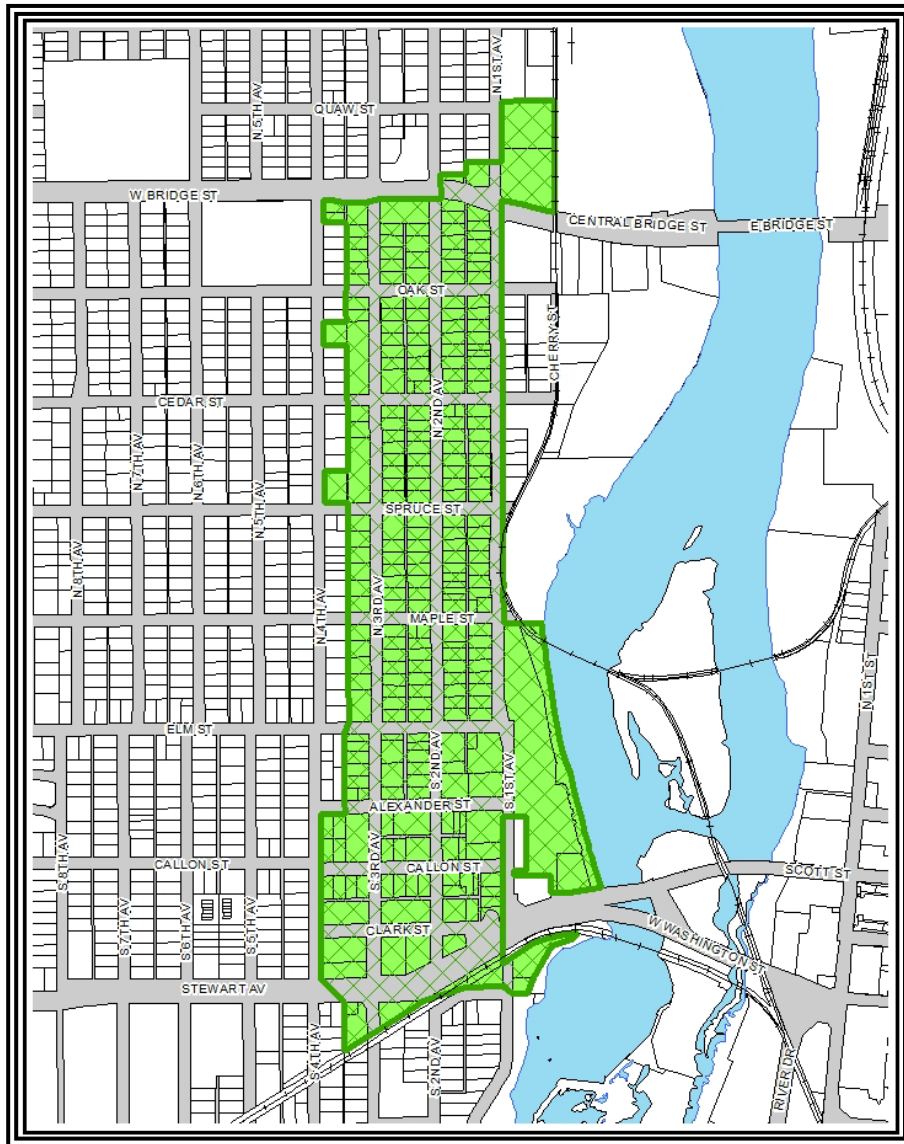 N 1ST AV
N 5TH AV
QUAW ST
W BRIDGE ST
CENTRAL BRIDGE ST
E BRIDGE ST
OAK ST
CHERRY ST
CEDAR ST
N 2ND AV
N 7TH AV
N 6TH AV
N 5TH AV
SPRUCE ST
N 8TH AV
N 4TH AV
N 3RD AV
MAPLE ST
N 1ST ST
ELM ST
S 2ND AV
S 1ST AV
ALEXANDER ST
S 8TH AV
CALLON ST
S 3RD AV
CALLON ST
SCOTT ST
S 7TH AV
S 6TH AV
S 5TH AV
CLARK ST
W WASHINGTON ST
STEWART AV
S 4TH AV
S 2ND AV
RIVER DR